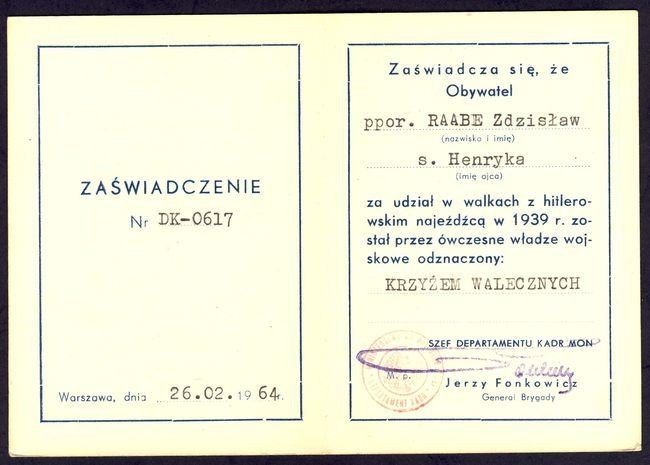 ZAŚWIADCZENIE
Nr DK-0617
Warszawa, dnia 26.02.1964r.
Zaświadcza się, że
Obywatel
ppor. RAABE Zdzisław
(nazwisko i imię)
s. Henryka
(imię ojca)
za udział w walkach z hitlero-
wskim najeźdźcą w 1939 r. zo-
stał przez ówczesne władze woj-
skowe odznaczony:
KRZYŻEM WALECZNYCH
SZEF DEPARTAMENTU KADR MON
M. p.
Jerzy Fonkowicz
Generał Brygady